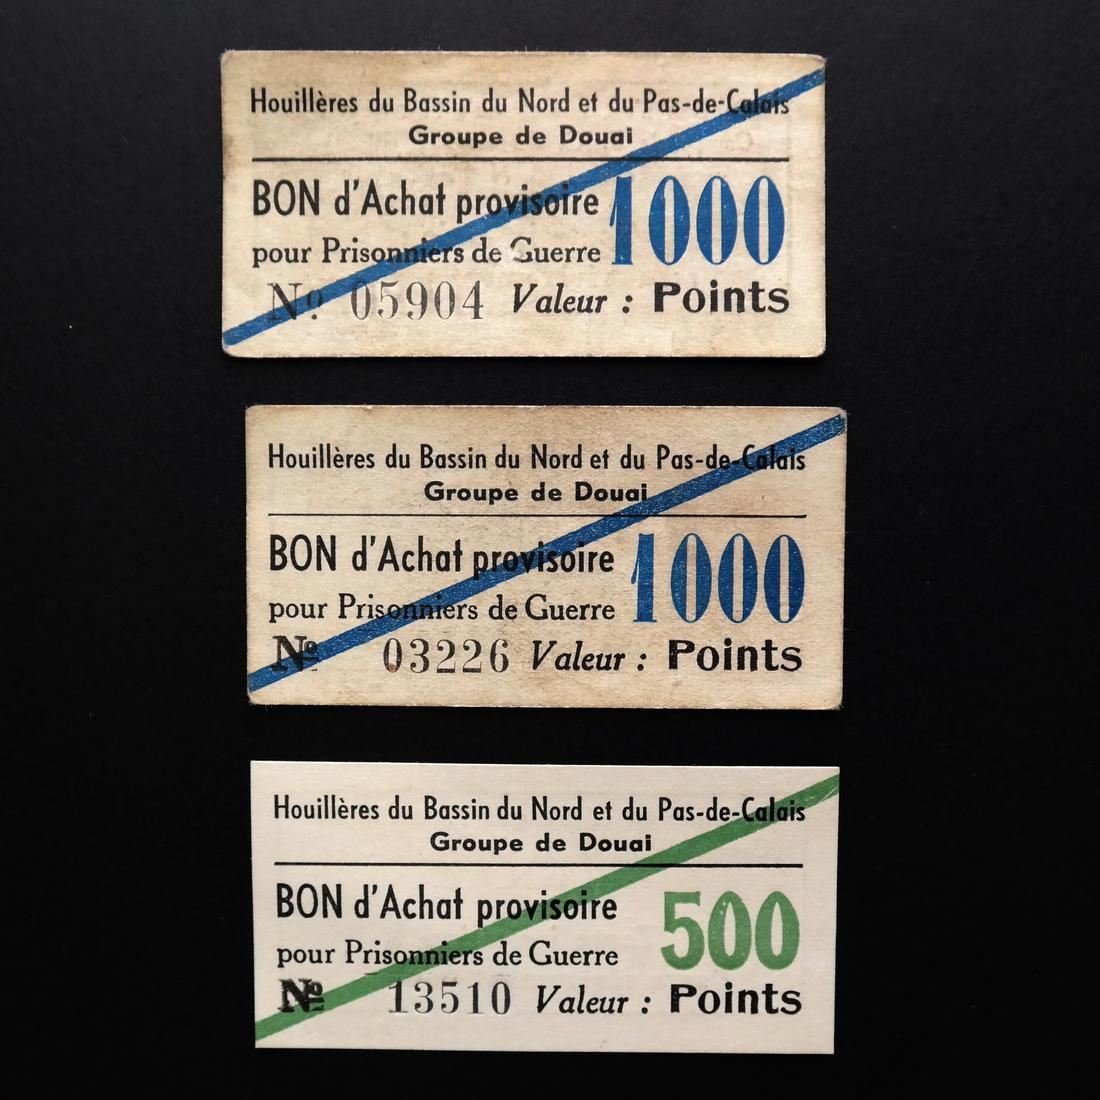 Houillères du Bassin du Nord et du Pas-de-Calais
Groupe de Douai
BON d'Achat provisoire 1000
pour Prisonniers de Guerre
Nº 05904 Valeur : Points
Houillères du Bassin du Nord et du Pas-de-Calais
Groupe de Douai
BON d'Achat provisoire 1000
pour Prisonniers de Guerre
Nº 03226 Valeur : Points
Houillères du Bassin du Nord et du Pas-de-Calais
Groupe de Douai
BON d'Achat provisoire 500
pour Prisonniers de Guerre
Nº 13510 Valeur : Points